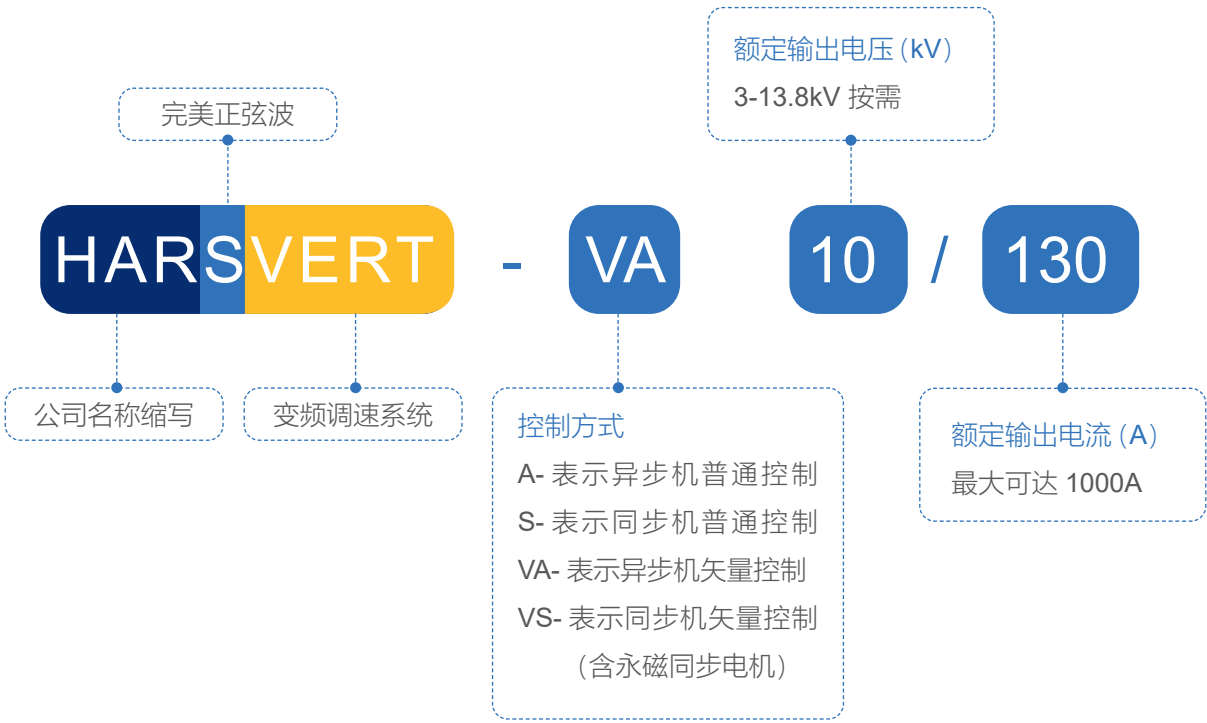 额定输出电压(kV)
3-13.8kV 按需
完美正弦波
HARSVERT - VA 10 / 130
公司名称缩写
变频调速系统
控制方式
A- 表示异步机普通控制
S- 表示同步机普通控制
VA- 表示异步机矢量控制
VS- 表示同步机矢量控制
(含永磁同步电机)
额定输出电流(A)
最大可达 1000A